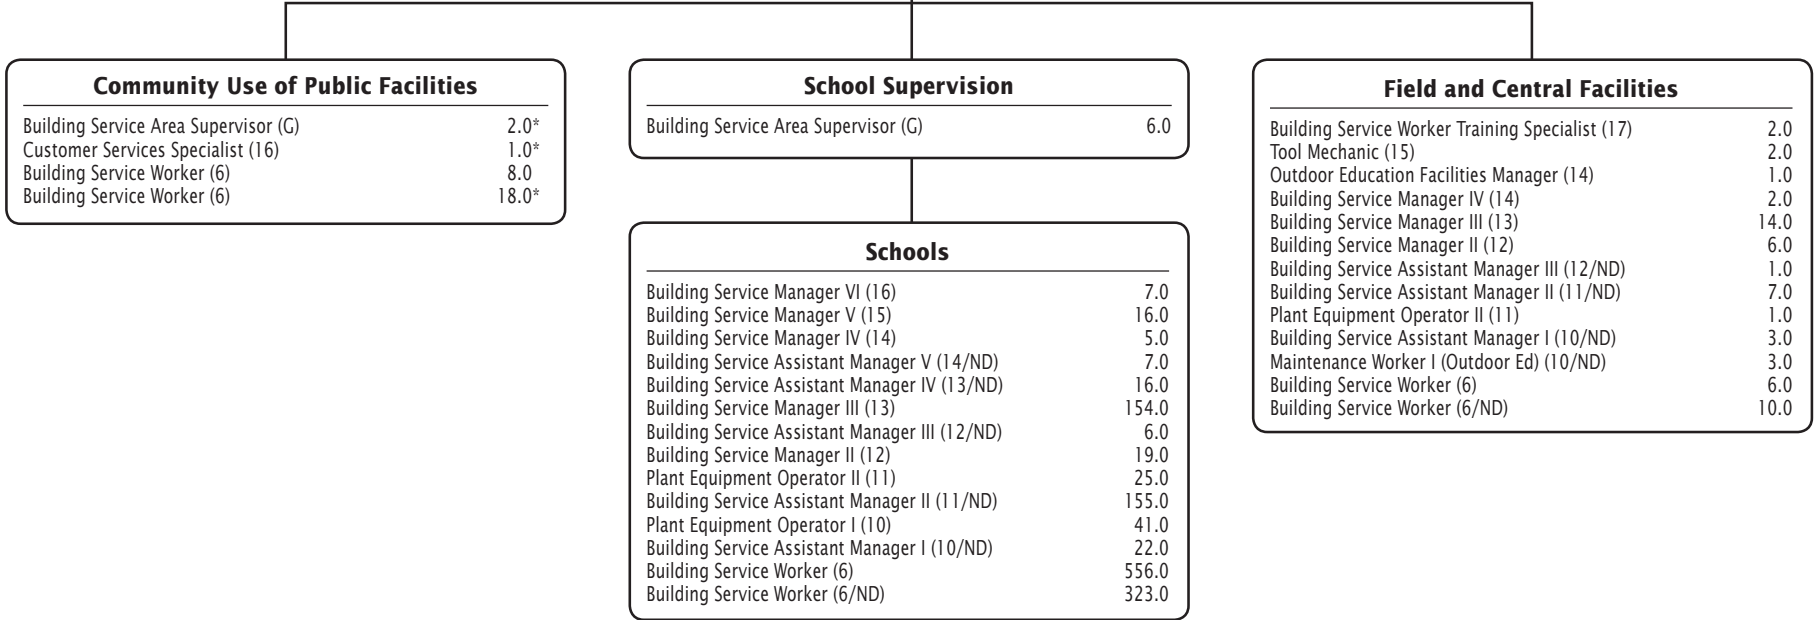 Community Use of Public Facilities
Building Service Area Supervisor (G) 2.0*
Customer Services Specialist (16) 1.0*
Building Service Worker (6) 8.0
Building Service Worker (6) 18.0*
School Supervision
Building Service Area Supervisor (G) 6.0
Schools
Building Service Manager VI (16) 7.0
Building Service Manager V (15) 16.0
Building Service Manager IV (14) 5.0
Building Service Assistant Manager V (14/ND) 7.0
Building Service Assistant Manager IV (13/ND) 16.0
Building Service Manager III (13) 154.0
Building Service Assistant Manager III (12/ND) 6.0
Building Service Manager II (12) 19.0
Plant Equipment Operator II (11) 25.0
Building Service Assistant Manager II (11/ND) 155.0
Plant Equipment Operator I (10) 41.0
Building Service Assistant Manager I (10/ND) 22.0
Building Service Worker (6) 556.0
Building Service Worker (6/ND) 323.0
Field and Central Facilities
Building Service Worker Training Specialist (17) 2.0
Tool Mechanic (15) 2.0
Outdoor Education Facilities Manager (14) 1.0
Building Service Manager IV (14) 2.0
Building Service Manager III (13) 14.0
Building Service Manager II (12) 6.0
Building Service Assistant Manager III (12/ND) 1.0
Building Service Assistant Manager II (11/ND) 7.0
Plant Equipment Operator II (11) 1.0
Building Service Assistant Manager I (10/ND) 3.0
Maintenance Worker I (Outdoor Ed) (10/ND) 3.0
Building Service Worker (6) 6.0
Building Service Worker (6/ND) 10.0